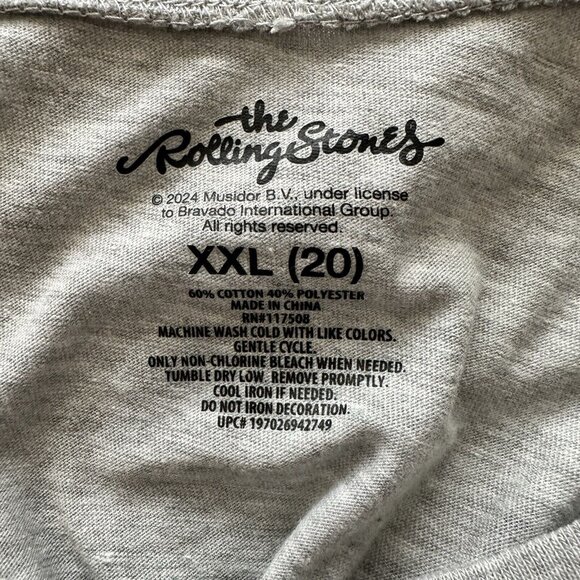 the
Rolling Stones
© 2024 Musidor B.V., under license
to Bravado International Group.
All rights reserved.
XXL (20)
60% COTTON 40% POLYESTER
MADE IN CHINA
RN#117508
MACHINE WASH COLD WITH LIKE COLORS.
GENTLE CYCLE.
ONLY NON-CHLORINE BLEACH WHEN NEEDED.
TUMBLE DRY LOW. REMOVE PROMPTLY.
COOL IRON IF NEEDED.
DO NOT IRON DECORATION.
UPC# 197026942749